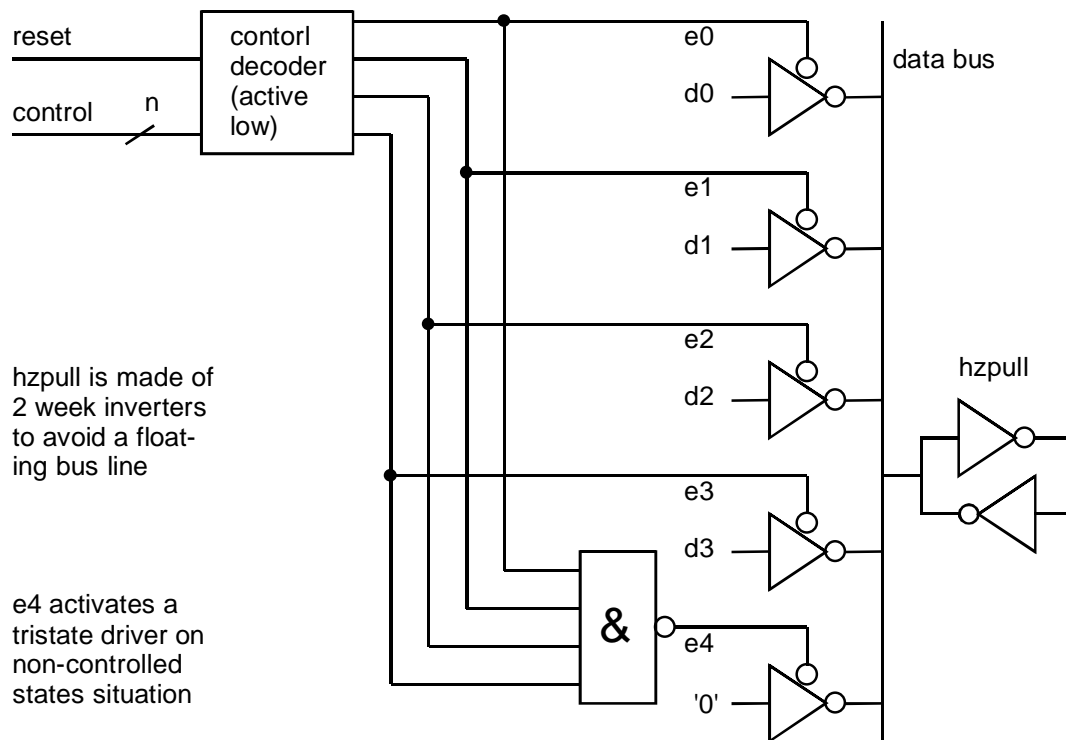 reset
control
n
contorl
decoder
(active
low)
e0
d0
data bus
e1
d1
e2
d2
hzpull
hzpull is made of
2 week inverters
to avoid a float-
ing bus line
e3
d3
e4 activates a
tristate driver on
non-controlled
states situation
&
e4
'0'